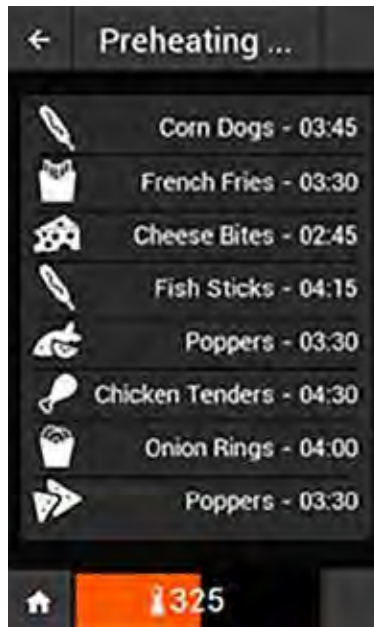 Preheating ...
Corn Dogs - 03:45
French Fries - 03:30
Cheese Bites - 02:45
Fish Sticks - 04:15
Poppers - 03:30
Chicken Tenders - 04:30
Onion Rings - 04:00
Poppers - 03:30
325